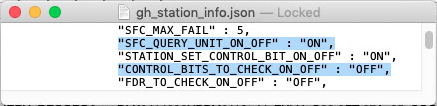 gh_station_info.json — Locked
"SFC_MAX_FAIL" : 5,
"SFC_QUERY_UNIT_ON_OFF" : "ON",
"STATION_SET_CONTROL_BIT_ON_OFF" : "ON",
"CONTROL_BITS_TO_CHECK_ON_OFF" : "OFF",
"FDR_TO_CHECK_ON_OFF" : "OFF",